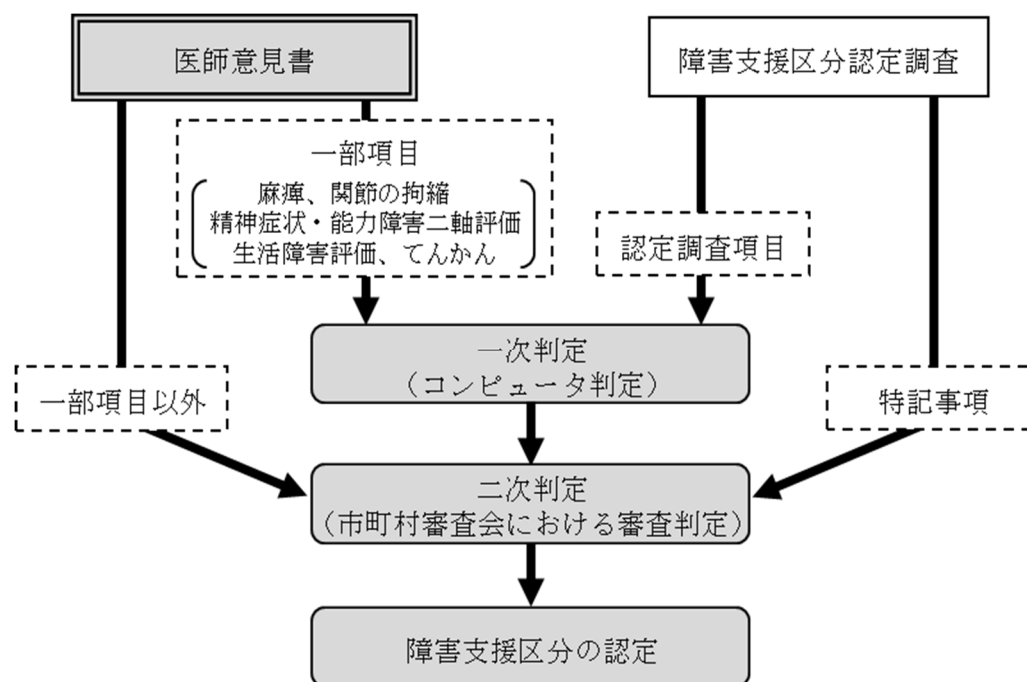 医師意見書
障害支援区分認定調査
一部項目
麻痺、関節の拘縮
精神症状・能力障害二軸評価
生活障害評価、てんかん
認定調査項目
一次判定
（コンピュータ判定）
一部項目以外
特記事項
二次判定
（市町村審査会における審査判定）
障害支援区分の認定